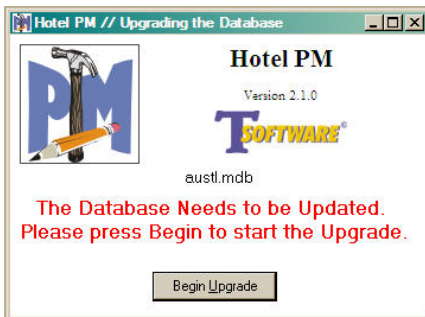 Hotel PM // Upgrading the Database
PM
Hotel PM
Version 2.1.0
TSOFTWARE©
austl.mdb
The Database Needs to be Updated.
Please press Begin to start the Upgrade.
Begin Upgrade